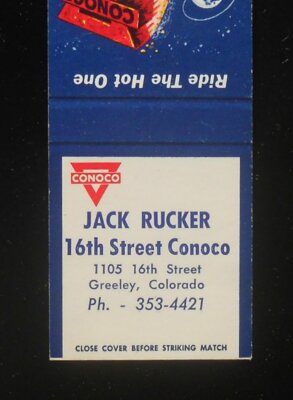 CONOCO
Ride The Hot One
CONOCO
JACK RUCKER
16th Street Conoco
1105 16th Street
Greeley, Colorado
Ph. - 353-4421
CLOSE COVER BEFORE STRIKING MATCH